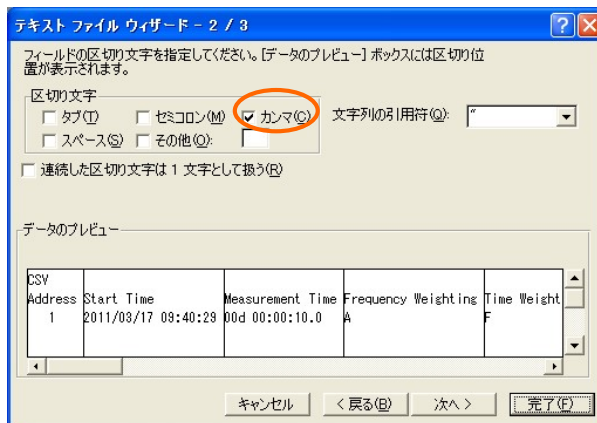 テキスト ファイル ウィザード - 2 / 3
フィールドの区切り文字を指定してください。[データのプレビュー] ボックスには区切り位
置が表示されます。
区切り文字
タブ(T) セミコロン(M) カンマ(C) 文字列の引用符(Q): "
スペース(S) その他(O):
連続した区切り文字は 1 文字として扱う(R)
データのプレビュー
CSV
Address Start Time Measurement Time Frequency Weighting Time Weight
1 2011/03/17 09:40:29 00d 00:00:10.0 A F
キャンセル < 戻る(B) 次へ > 完了(F)